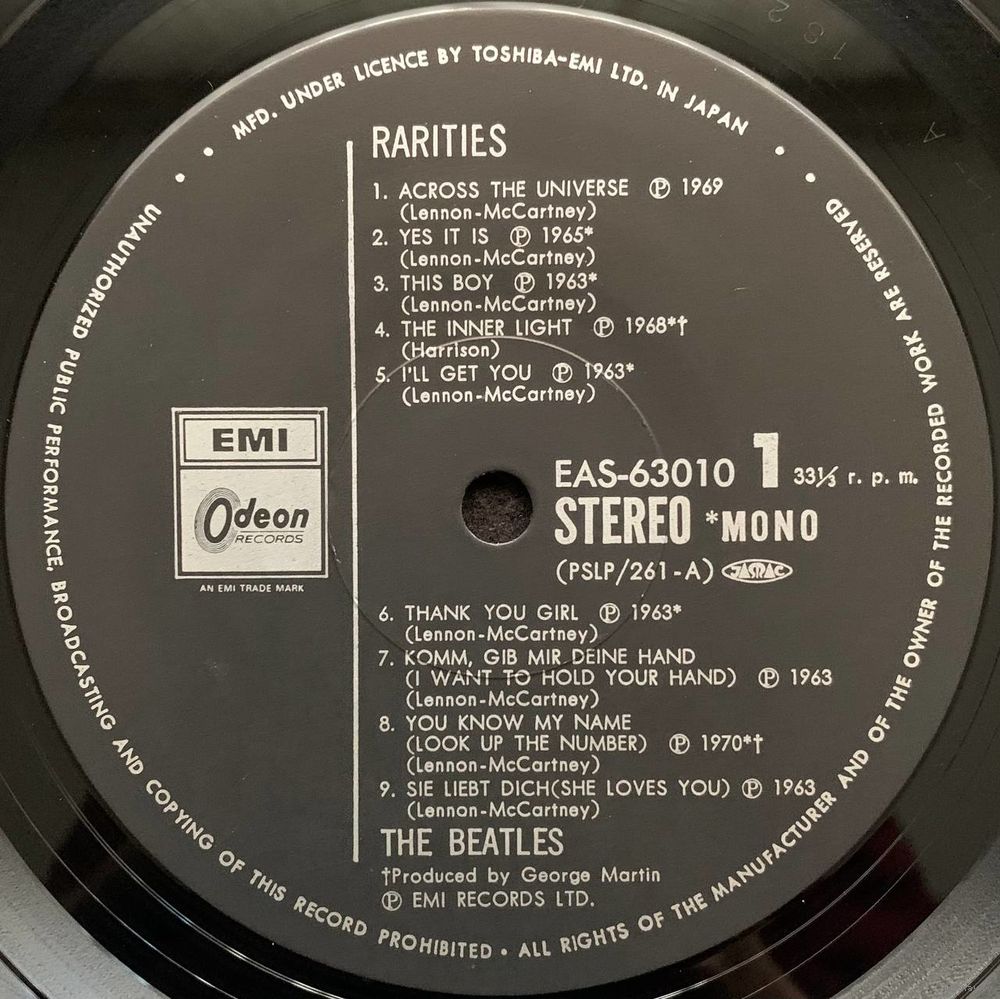 MFD. UNDER LICENCE BY TOSHIBA-EMI LTD. IN JAPAN
RARITIES
1. ACROSS THE UNIVERSE Ⓟ 1969
(Lennon-McCartney)
2. YES IT IS Ⓟ 1965*
(Lennon-McCartney)
3. THIS BOY Ⓟ 1963*
(Lennon-McCartney)
4. THE INNER LIGHT Ⓟ 1968*†
(Harrison)
5. I'LL GET YOU Ⓟ 1963*
(Lennon-McCartney)
EMI
Odeon
RECORDS
AN EMI TRADE MARK
EAS-63010 1 33⅓ r. p. m.
STEREO *MONO
(PSLP/261-A) JASRAC
6. THANK YOU GIRL Ⓟ 1963*
(Lennon-McCartney)
7. KOMM, GIB MIR DEINE HAND
(I WANT TO HOLD YOUR HAND) Ⓟ 1963
(Lennon-McCartney)
8. YOU KNOW MY NAME
(LOOK UP THE NUMBER) Ⓟ 1970*†
(Lennon-McCartney)
9. SIE LIEBT DICH(SHE LOVES YOU) Ⓟ 1963
(Lennon-McCartney)
THE BEATLES
†Produced by George Martin
Ⓟ EMI RECORDS LTD.
UNAUTHORIZED PUBLIC PERFORMANCE, BROADCASTING AND COPYING OF THIS RECORD PROHIBITED • ALL RIGHTS OF THE MANUFACTURER AND OF THE OWNER OF THE RECORDED WORK ARE RESERVED